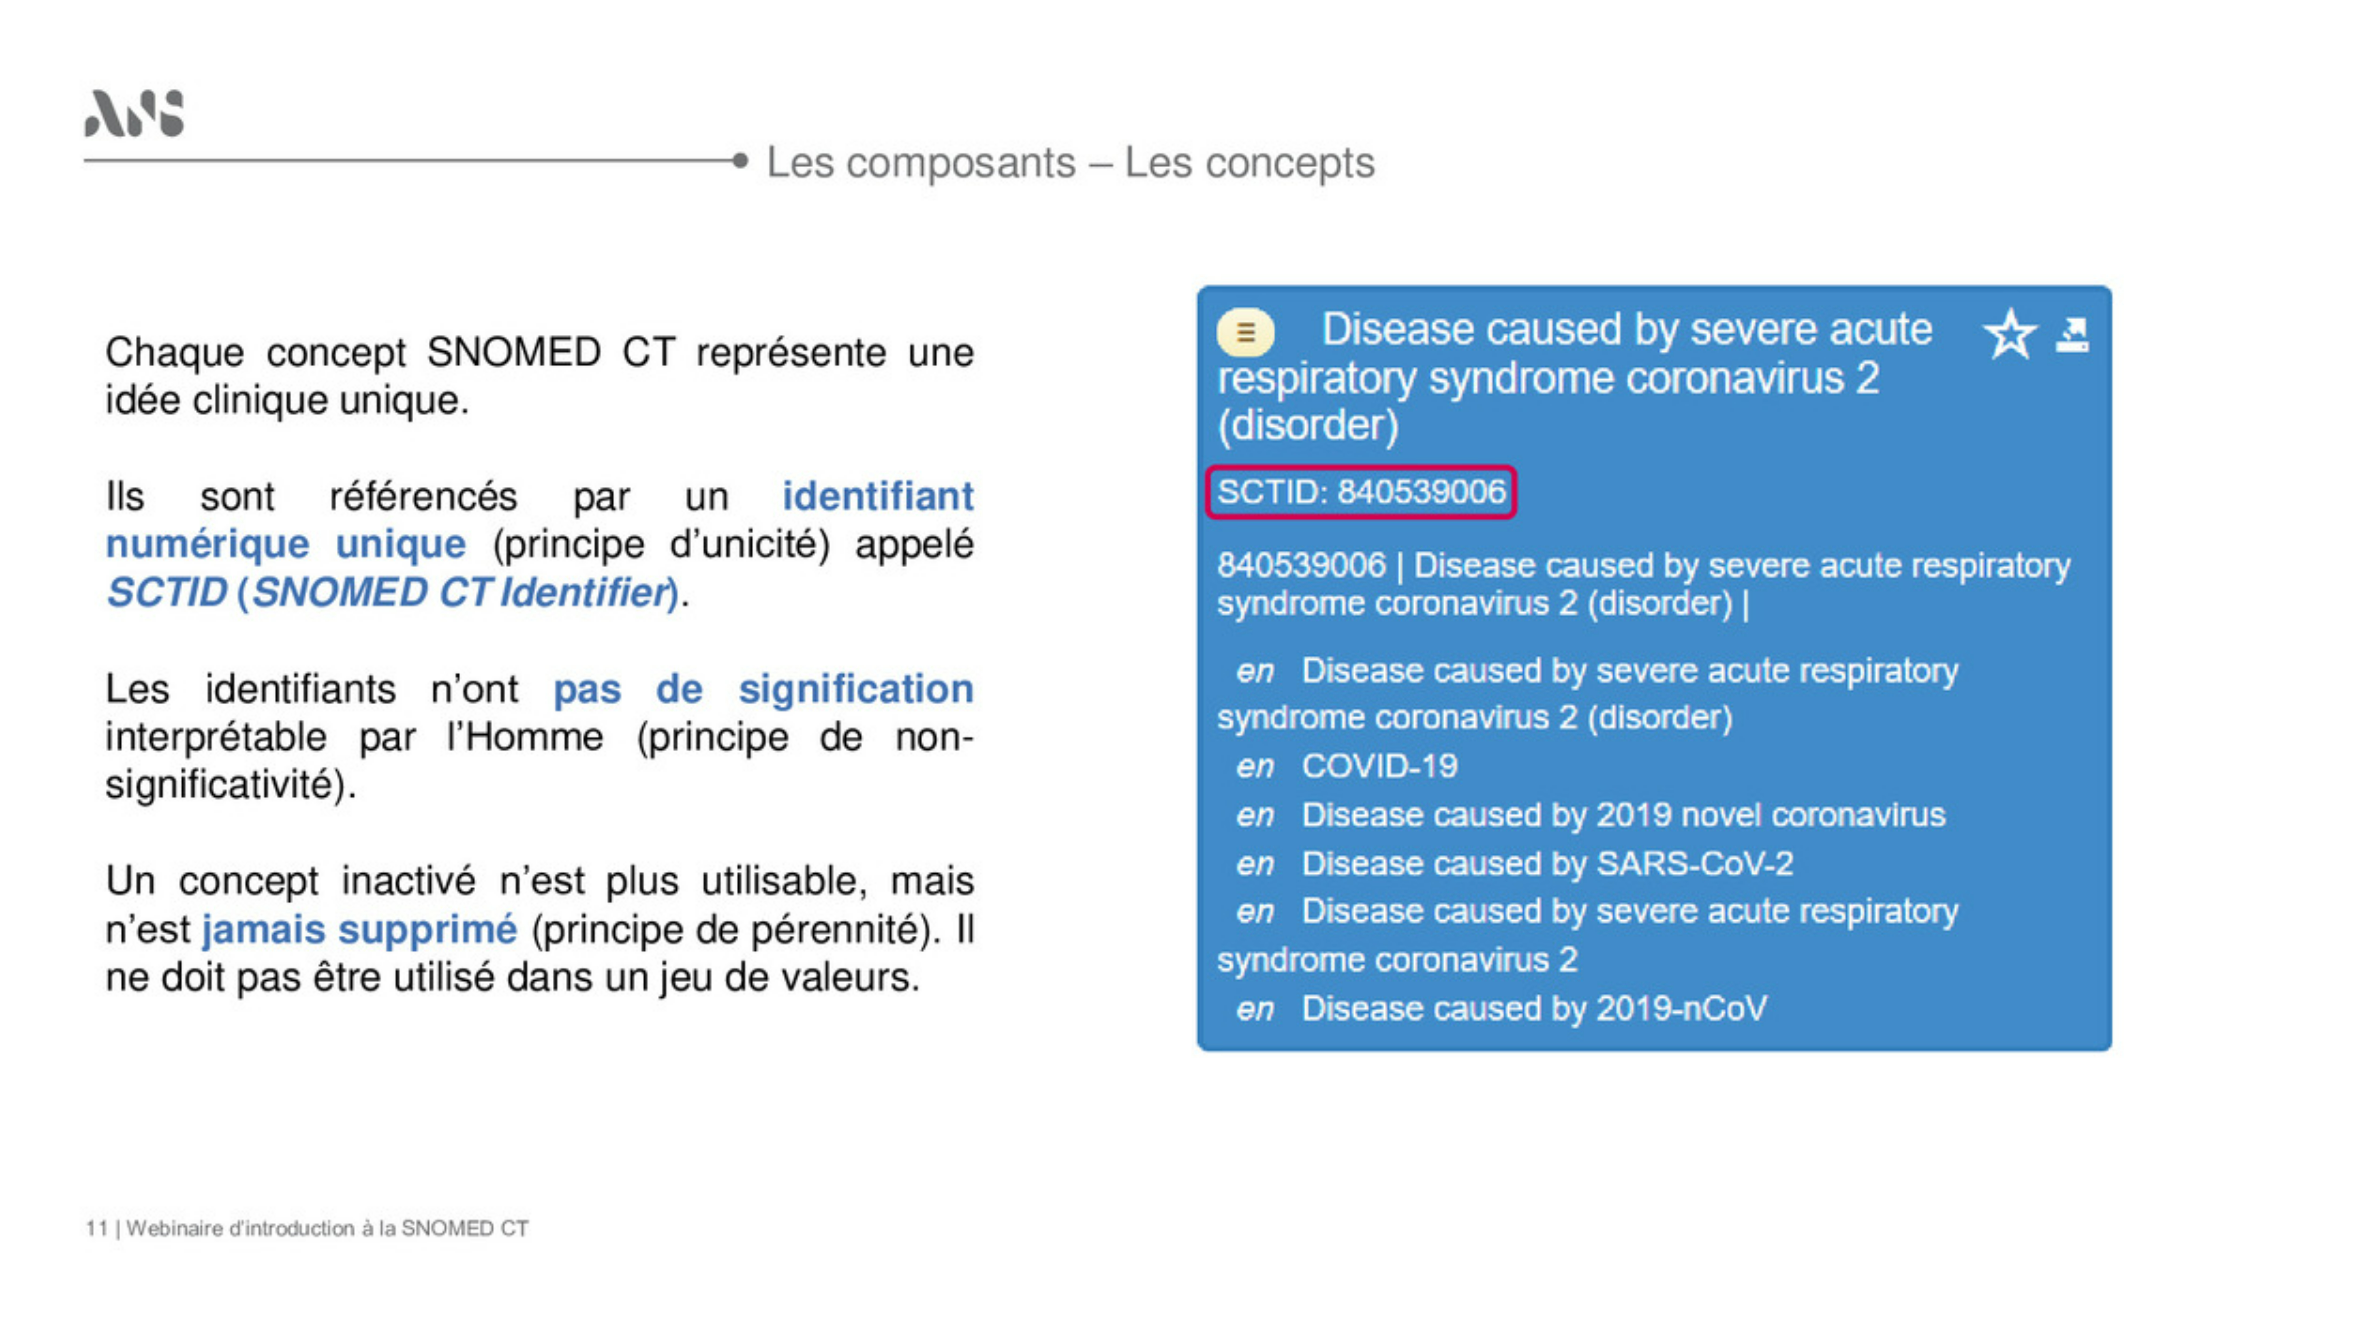 ANS
Les composants – Les concepts
Chaque concept SNOMED CT représente une
idée clinique unique.
Ils sont référencés par un identifiant
numérique unique (principe d’unicité) appelé
SCTID (SNOMED CT Identifier).
Les identifiants n’ont pas de signification
interprétable par l’Homme (principe de non-
significativité).
Un concept inactivé n’est plus utilisable, mais
n’est jamais supprimé (principe de pérennité). Il
ne doit pas être utilisé dans un jeu de valeurs.
Disease caused by severe acute
respiratory syndrome coronavirus 2
(disorder)
SCTID: 840539006
840539006 | Disease caused by severe acute respiratory
syndrome coronavirus 2 (disorder) |
en Disease caused by severe acute respiratory
syndrome coronavirus 2 (disorder)
en COVID-19
en Disease caused by 2019 novel coronavirus
en Disease caused by SARS-CoV-2
en Disease caused by severe acute respiratory
syndrome coronavirus 2
en Disease caused by 2019-nCoV
11 | Webinaire d’introduction à la SNOMED CT